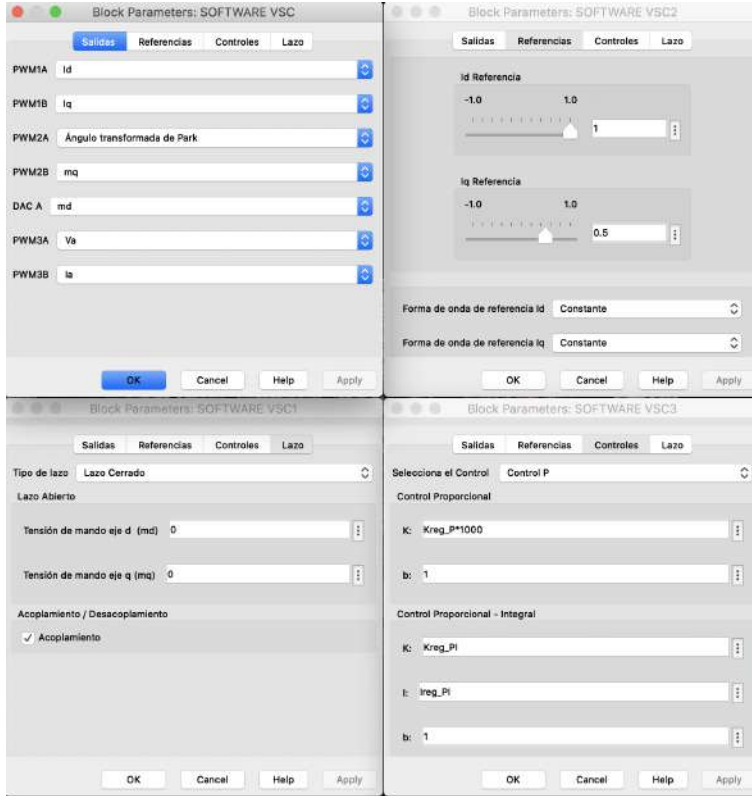 Block Parameters: SOFTWARE VSC
Salidas Referencias Controles Lazo
PWM1A Id
PWM1B Iq
PWM2A Ángulo transformada de Park
PWM2B mq
DAC A md
PWM3A Va
PWM3B Ia
OK Cancel Help Apply
Block Parameters: SOFTWARE VSC2
Salidas Referencias Controles Lazo
Id Referencia
-1.0 1.0
1
Iq Referencia
-1.0 1.0
0.5
Forma de onda de referencia Id Constante
Forma de onda de referencia Iq Constante
OK Cancel Help Apply
Block Parameters: SOFTWARE VSC1
Salidas Referencias Controles Lazo
Tipo de lazo Lazo Cerrado
Lazo Abierto
Tensión de mando eje d (md) 0
Tensión de mando eje q (mq) 0
Acoplamiento / Desacoplamiento
✓ Acoplamiento
OK Cancel Help Apply
Block Parameters: SOFTWARE VSC3
Salidas Referencias Controles Lazo
Selecciona el Control Control P
Control Proporcional
K: Kreg_P*1000
b: 1
Control Proporcional - Integral
K: Kreg_PI
I: Ireg_PI
b: 1
OK Cancel Help Apply